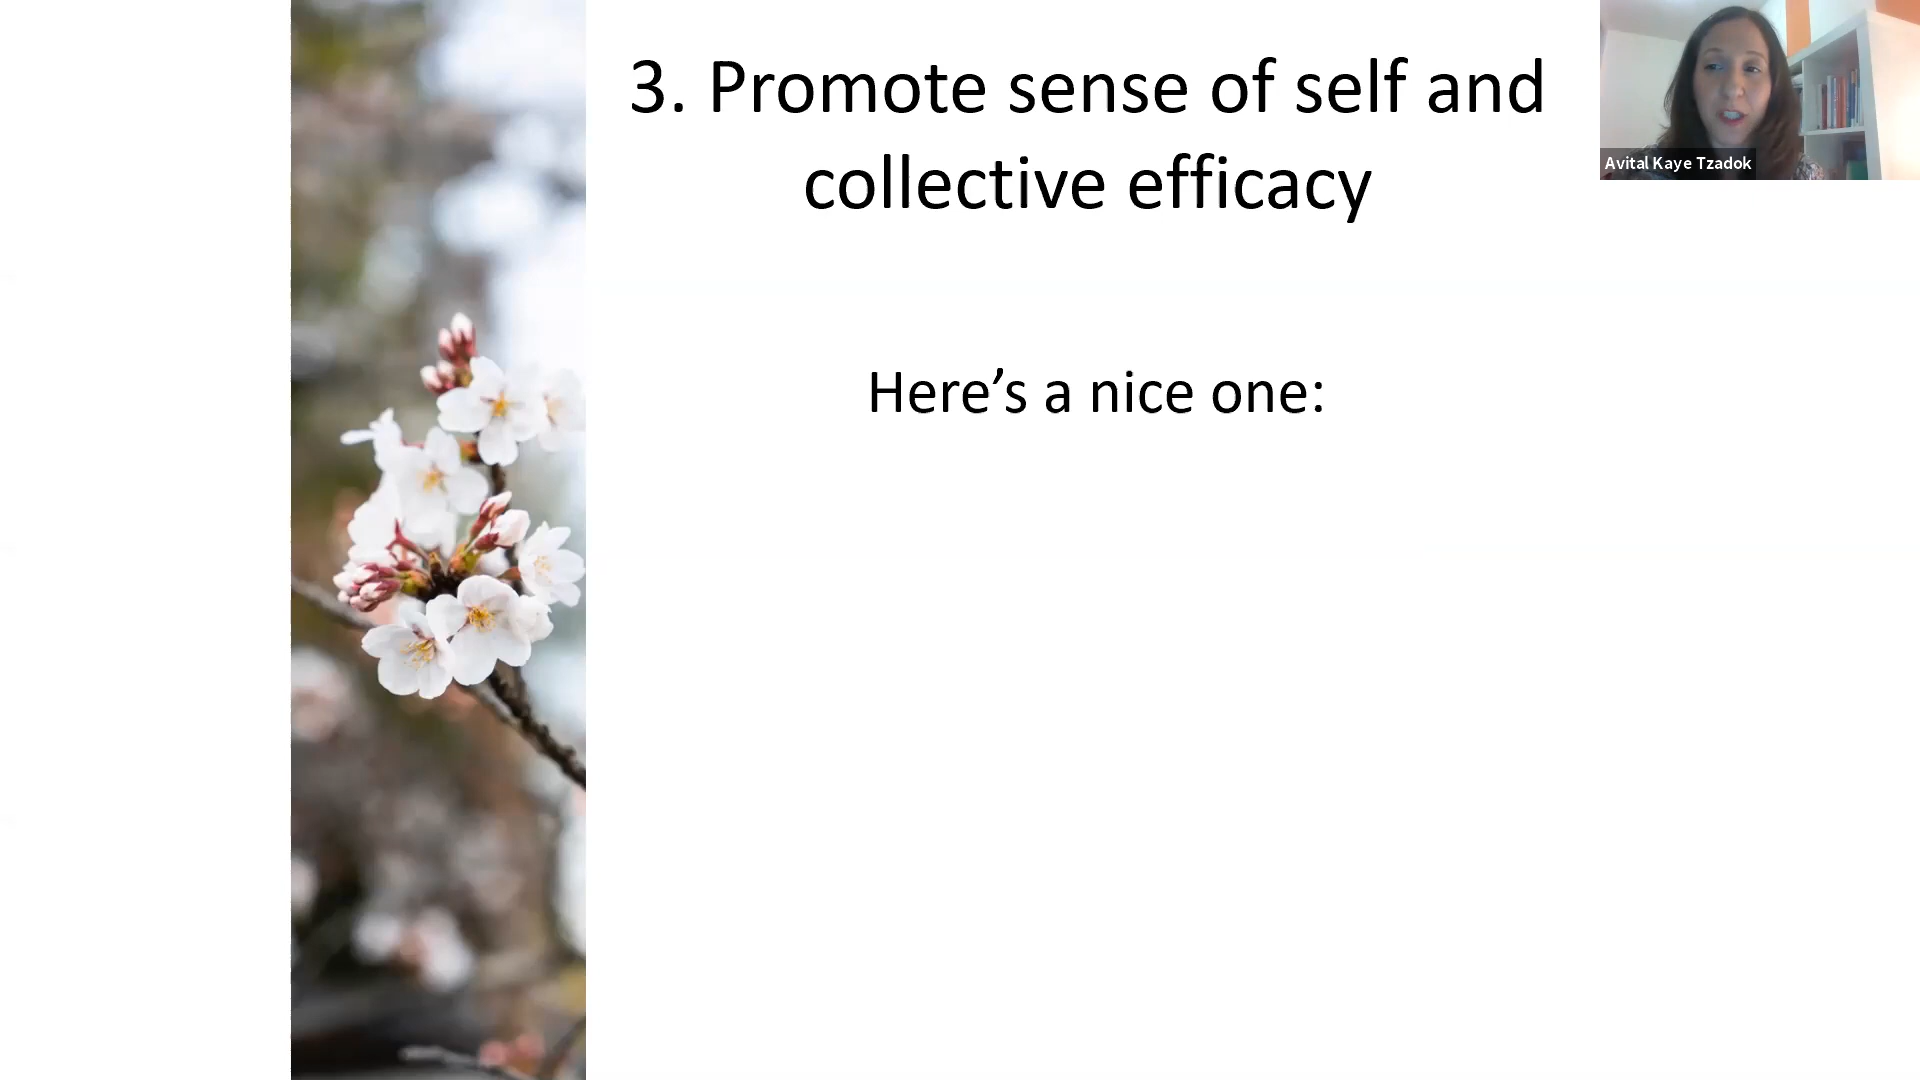 3. Promote sense of self and
collective efficacy
Here’s a nice one:
Avital Kaye Tzadok